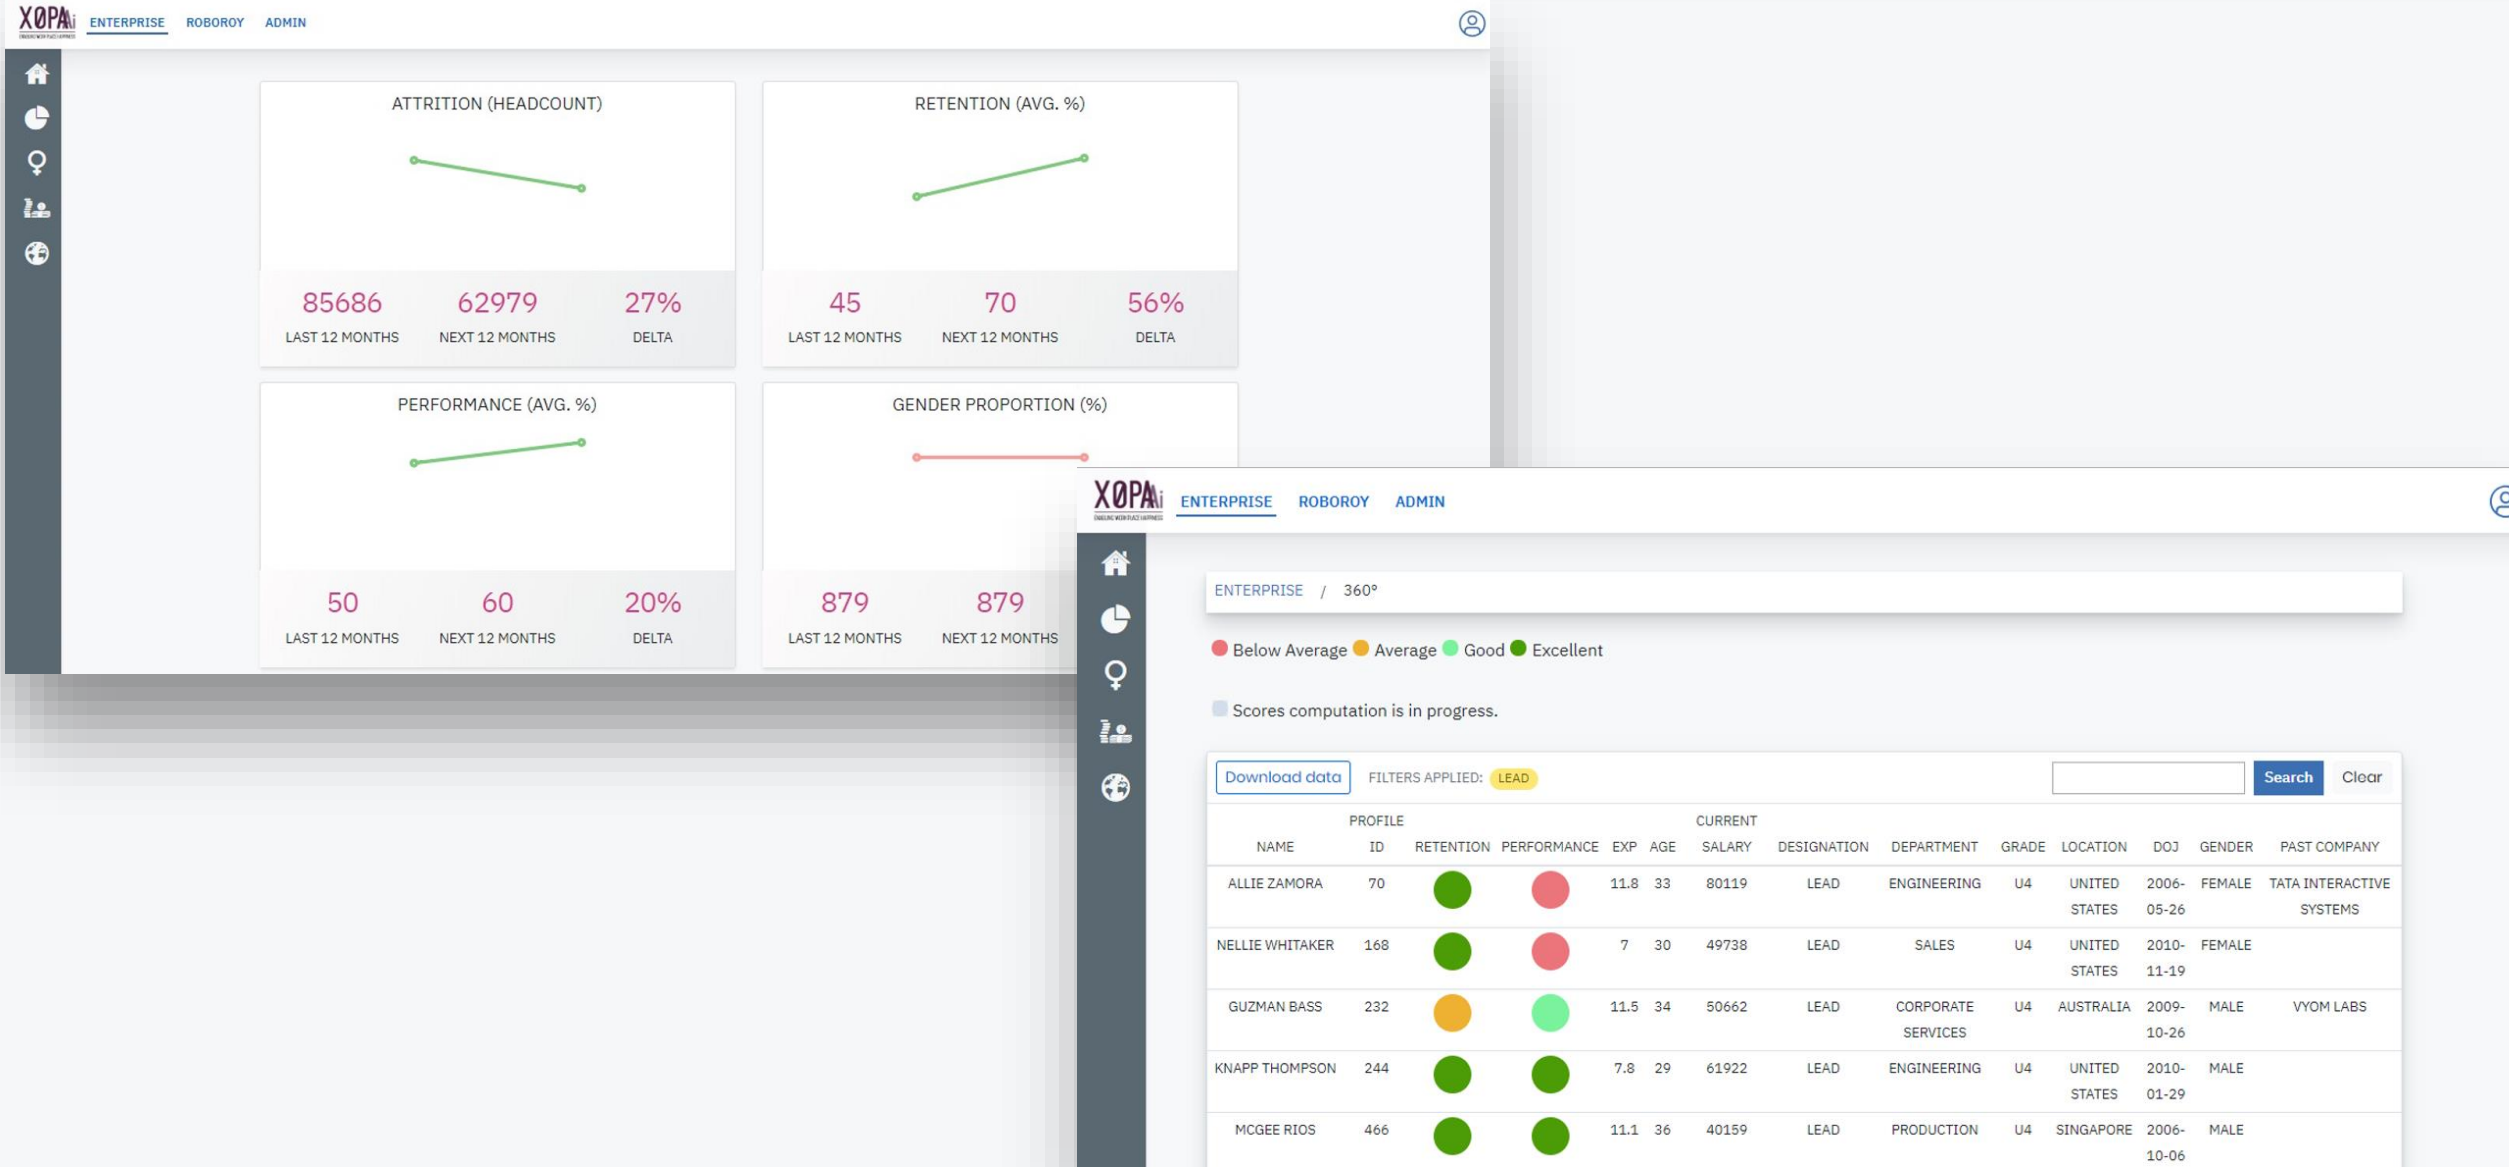 XØPAi ENTERPRISE ROBOROY ADMIN
ATTRITION (HEADCOUNT)
85686 62979 27%
LAST 12 MONTHS NEXT 12 MONTHS DELTA
RETENTION (AVG. %)
45 70 56%
LAST 12 MONTHS NEXT 12 MONTHS DELTA
PERFORMANCE (AVG. %)
50 60 20%
LAST 12 MONTHS NEXT 12 MONTHS DELTA
GENDER PROPORTION (%)
879 879
LAST 12 MONTHS NEXT 12 MONTHS
XØPAi ENTERPRISE ROBOROY ADMIN
ENTERPRISE / 360°
Below Average Average Good Excellent
Scores computation is in progress.
Download data FILTERS APPLIED: LEAD Search Clear
PROFILE CURRENT
NAME ID RETENTION PERFORMANCE EXP AGE SALARY DESIGNATION DEPARTMENT GRADE LOCATION DOJ GENDER PAST COMPANY
ALLIE ZAMORA 70 11.8 33 80119 LEAD ENGINEERING U4 UNITED 2006- FEMALE TATA INTERACTIVE
STATES 05-26 SYSTEMS
NELLIE WHITAKER 168 7 30 49738 LEAD SALES U4 UNITED 2010- FEMALE
STATES 11-19
GUZMAN BASS 232 11.5 34 50662 LEAD CORPORATE U4 AUSTRALIA 2009- MALE VYOM LABS
SERVICES 10-26
KNAPP THOMPSON 244 7.8 29 61922 LEAD ENGINEERING U4 UNITED 2010- MALE
STATES 01-29
MCGEE RIOS 466 11.1 36 40159 LEAD PRODUCTION U4 SINGAPORE 2006- MALE
10-06